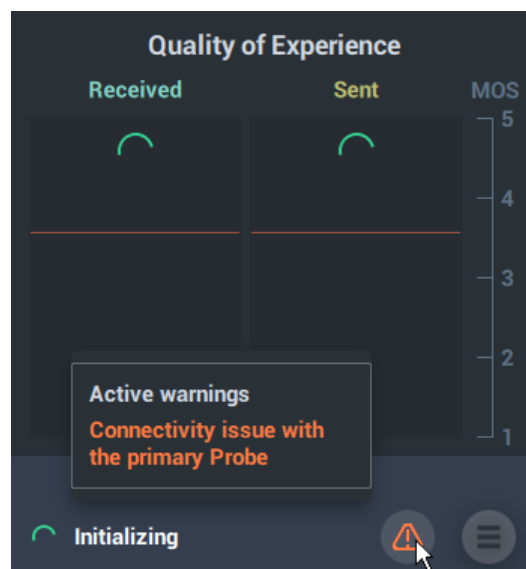 Quality of Experience
Received Sent MOS
5
4
3
2
1
Active warnings
Connectivity issue with
the primary Probe
Initializing